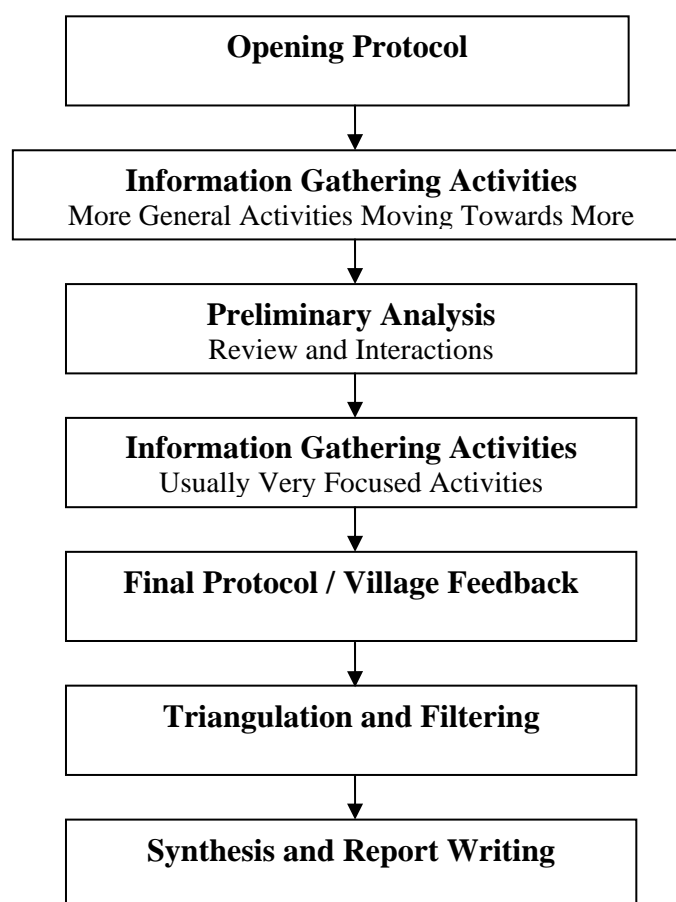 Opening Protocol
Information Gathering Activities
More General Activities Moving Towards More
Preliminary Analysis
Review and Interactions
Information Gathering Activities
Usually Very Focused Activities
Final Protocol / Village Feedback
Triangulation and Filtering
Synthesis and Report Writing